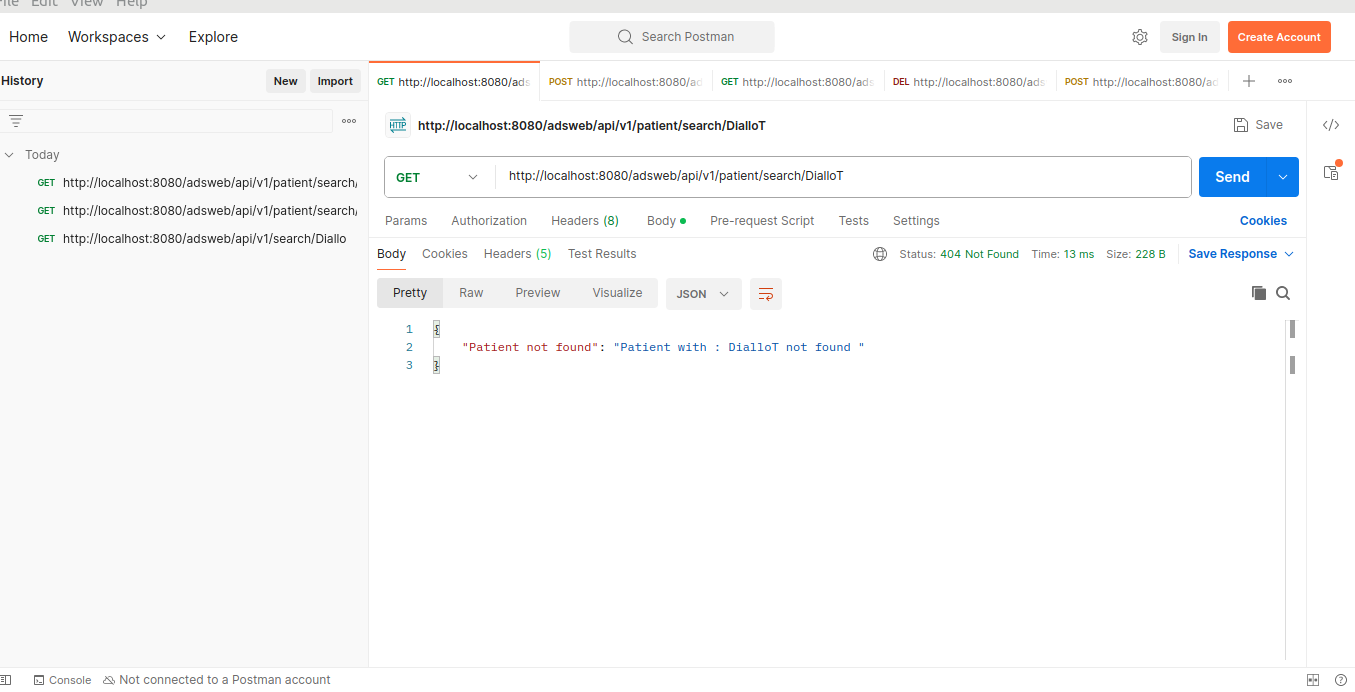 File Edit View Help
Home Workspaces Explore Search Postman Sign In Create Account
History New Import
GET http://localhost:8080/ads POST http://localhost:8080/ad GET http://localhost:8080/ads DEL http://localhost:8080/ads POST http://localhost:8080/ad
HTTP http://localhost:8080/adsweb/api/v1/patient/search/DialloT Save
Today
GET http://localhost:8080/adsweb/api/v1/patient/search/
GET http://localhost:8080/adsweb/api/v1/patient/search/
GET http://localhost:8080/adsweb/api/v1/search/Diallo
GET http://localhost:8080/adsweb/api/v1/patient/search/DialloT Send
Params Authorization Headers (8) Body Pre-request Script Tests Settings Cookies
Body Cookies Headers (5) Test Results Status: 404 Not Found Time: 13 ms Size: 228 B Save Response
Pretty Raw Preview Visualize JSON
1 {
2 "Patient not found": "Patient with : DialloT not found "
3 }
Console Not connected to a Postman account